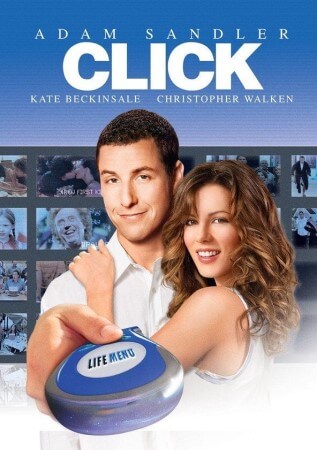 ADAM SANDLER
CLICK
KATE BECKINSALE CHRISTOPHER WALKEN
LIFE MENU